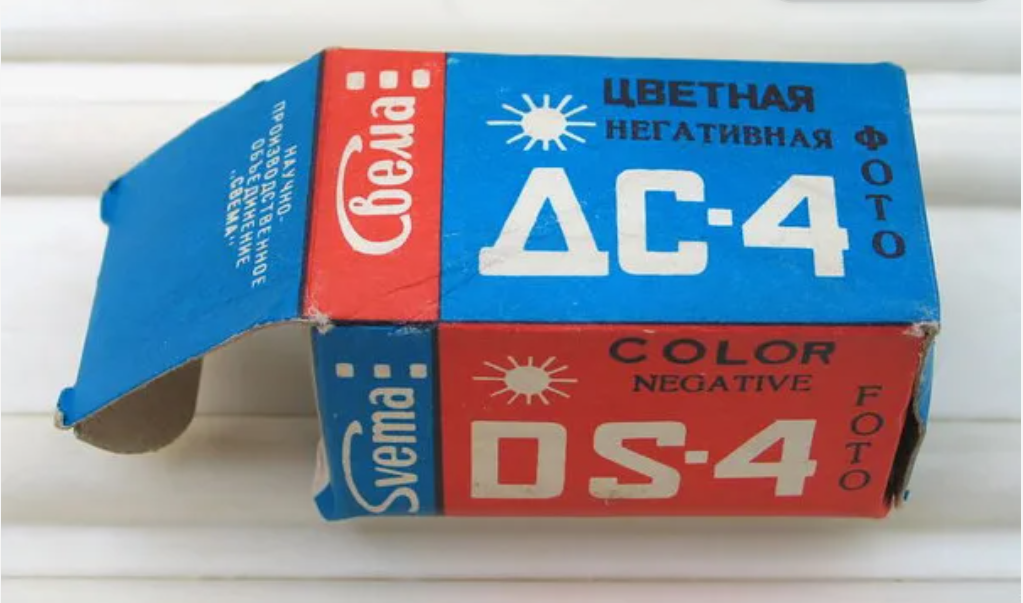 НАУЧНО-
ПРОИЗВОДСТВЕННОЕ
ОБЪЕДИНЕНИЕ
„СВЕМА"
Свема
ЦВЕТНАЯ
НЕГАТИВНАЯ
ФОТО
ДС-4
Svema
COLOR
NEGATIVE
FOTO
DS-4